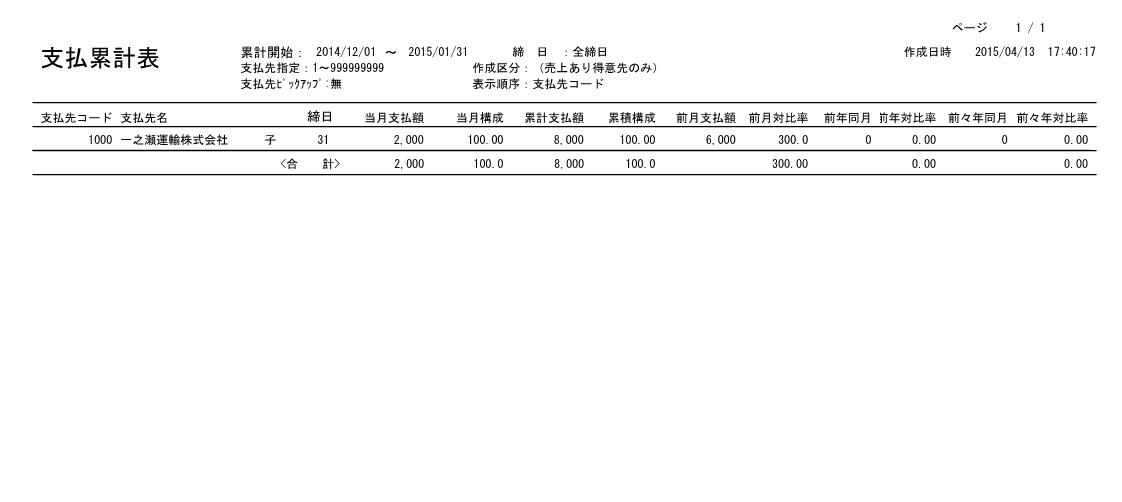 ページ 1 / 1
支払累計表 累計開始： 2014/12/01 ～ 2015/01/31 締 日 ：全締日 作成日時 2015/04/13 17:40:17
支払先指定：1～999999999 作成区分：（売上あり得意先のみ）
支払先ﾋﾟｯｸｱｯﾌﾟ：無 表示順序：支払先コード
支払先コード 支払先名 締日 当月支払額 当月構成 累計支払額 累積構成 前月支払額 前月対比率 前年同月 前年対比率 前々年同月 前々年対比率
1000 一之瀬運輸株式会社 子 31 2,000 100.00 8,000 100.00 6,000 300.0 0 0.00 0 0.00
<合 計> 2,000 100.0 8,000 100.0 300.00 0.00 0.00